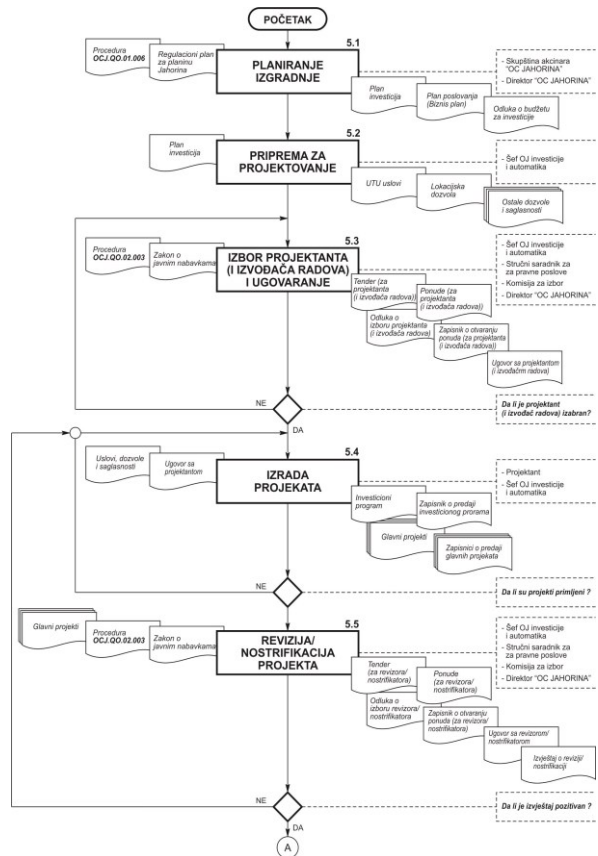 POČETAK
5.1
Procedura
OCJ.QO.01.006
Regulacioni plan
za planinu
Jahorina
PLANIRANJE
IZGRADNJE
- Skupština akcinara
"OC JAHORINA"
- Direktor "OC JAHORINA"
Plan
investicija
Plan poslovanja
(Biznis plan)
Odluka o budžetu
za investicije
5.2
Plan
investicija
PRIPREMA ZA
PROJEKTOVANJE
- Šef OJ investicije
i automatika
UTU uslovi
Lokacijska
dozvola
Ostale dozvole
i saglasnosti
5.3
Procedura
OCJ.QO.02.003
Zakon o
javnim nabavkama
IZBOR PROJEKTANTA
(I IZVOĐAČA RADOVA)
I UGOVARANJE
- Šef OJ investicije
i automatika
- Stručni saradnik za
za pravne poslove
- Komisija za izbor
- Direktor "OC JAHORINA"
Tender (za
projektanta
(i izvođača radova))
Ponude (za
projektanta
(i izvođača radova))
Odluka o
izboru projektanta
(i izvođača radova)
Zapisnik o otvaranju
ponuda (za projektanta
(i izvođača radova))
Ugovor sa projektantom
(i izvođačrm radova)
NE
DA
Da li je projektant
(i izvođač radova) izabran?
5.4
Uslovi, dozvole
i saglasnosti
Ugovor sa
projektantom
IZRADA
PROJEKATA
- Projektant
- Šef OJ investicije
i automatika
Investicioni
program
Zapisnik o predaji
investicionog prorama
Glavni projekti
Zapisnici o predaji
glavnih projekata
NE
Da li su projekti primljeni ?
5.5
Glavni projekti
Procedura
OCJ.QO.02.003
Zakon o
javnim nabavkama
REVIZIJA/
NOSTRIFIKACIJA
PROJEKTA
- Šef OJ investicije
i automatika
- Stručni saradnik za
za pravne poslove
- Komisija za izbor
- Direktor "OC JAHORINA"
Tender
(za revizora/
nostrifikatora)
Ponude
(za revizora/
nostrifikatora)
Odluka o
izboru revizora/
nostrifikatora
Zapisnik o otvaranju
ponuda (za revizora/
nostrifikatora)
Ugovor sa revizorom/
nostrifikatorom
Izvještaj o reviziji/
nostrifikaciji
NE
DA
Da li je izvještaj pozitivan ?
A